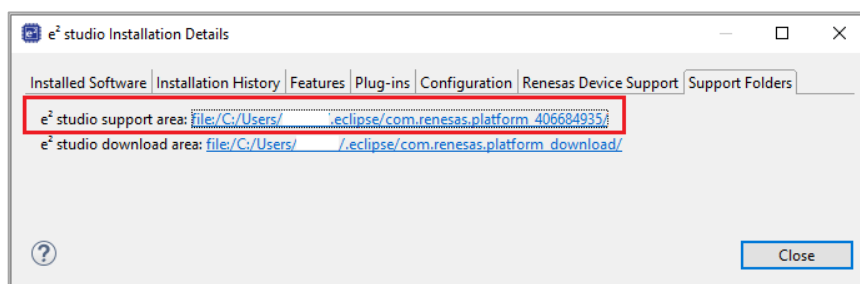 e² studio Installation Details
Installed Software Installation History Features Plug-ins Configuration Renesas Device Support Support Folders
e² studio support area: file:/C:/Users/ /.eclipse/com.renesas.platform_406684935/
e² studio download area: file:/C:/Users/ /.eclipse/com.renesas.platform_download/
?
Close